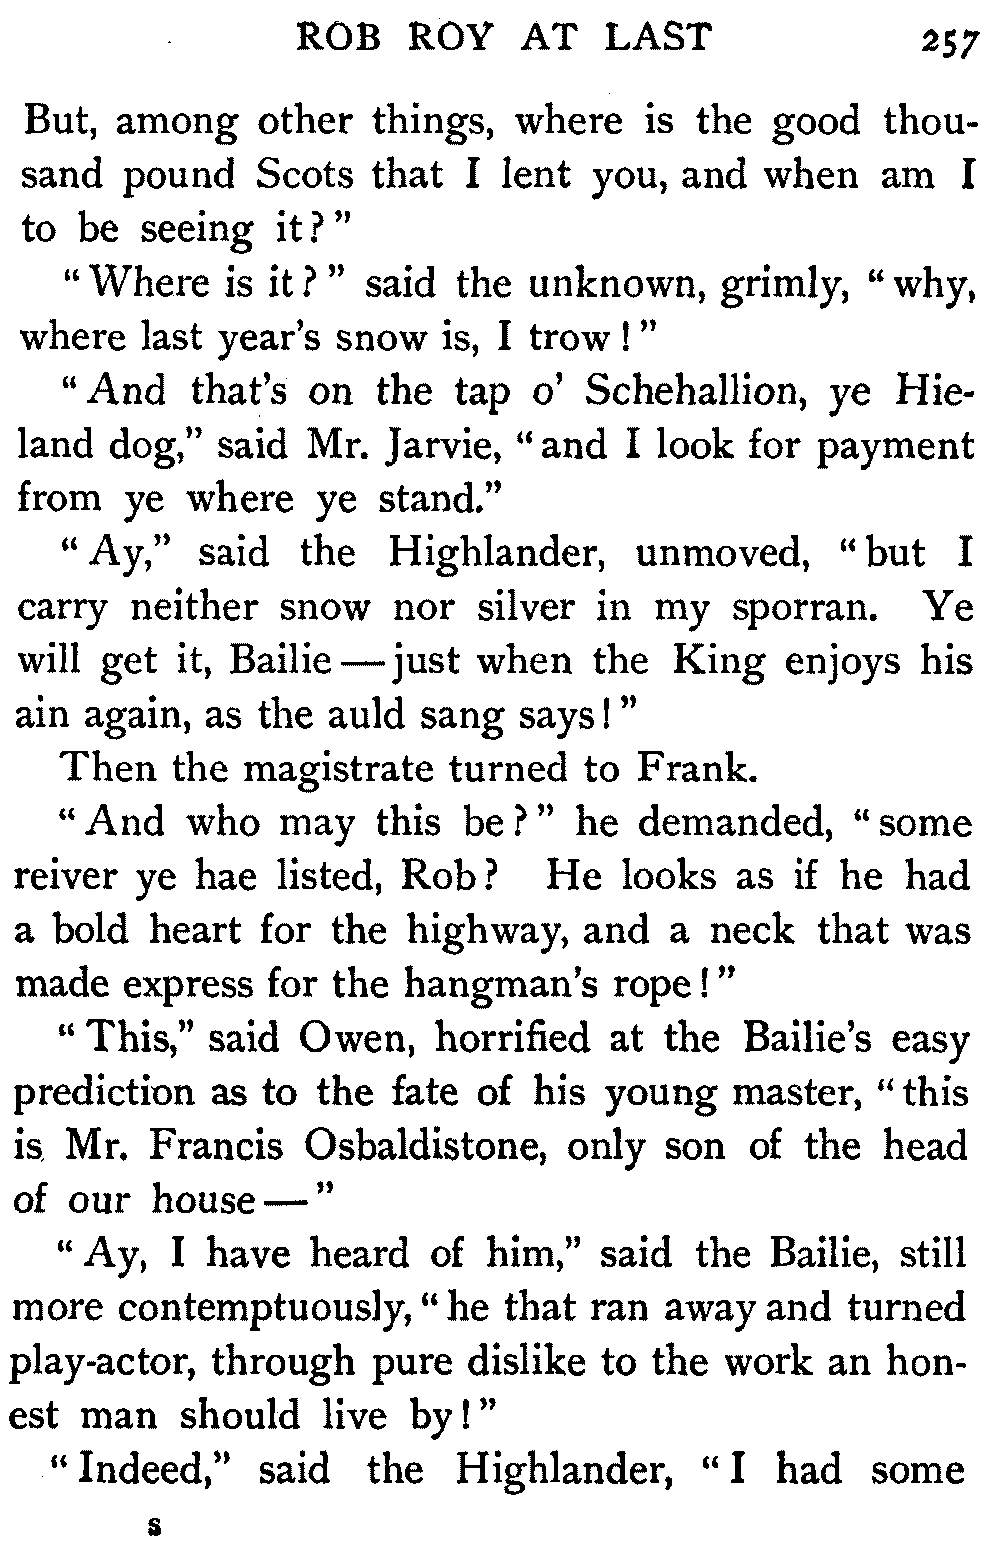 ROB ROY AT LAST 257
But, among other things, where is the good thou-
sand pound Scots that I lent you, and when am I
to be seeing it?"
"Where is it?" said the unknown, grimly, "why,
where last year's snow is, I trow!"
"And that's on the tap o' Schehallion, ye Hie-
land dog," said Mr. Jarvie, "and I look for payment
from ye where ye stand."
"Ay," said the Highlander, unmoved, "but I
carry neither snow nor silver in my sporran. Ye
will get it, Bailie—just when the King enjoys his
ain again, as the auld sang says!"
Then the magistrate turned to Frank.
"And who may this be?" he demanded, "some
reiver ye hae listed, Rob? He looks as if he had
a bold heart for the highway, and a neck that was
made express for the hangman's rope!"
"This," said Owen, horrified at the Bailie's easy
prediction as to the fate of his young master, "this
is Mr. Francis Osbaldistone, only son of the head
of our house—"
"Ay, I have heard of him," said the Bailie, still
more contemptuously, "he that ran away and turned
play-actor, through pure dislike to the work an hon-
est man should live by!"
"Indeed," said the Highlander, "I had some
s